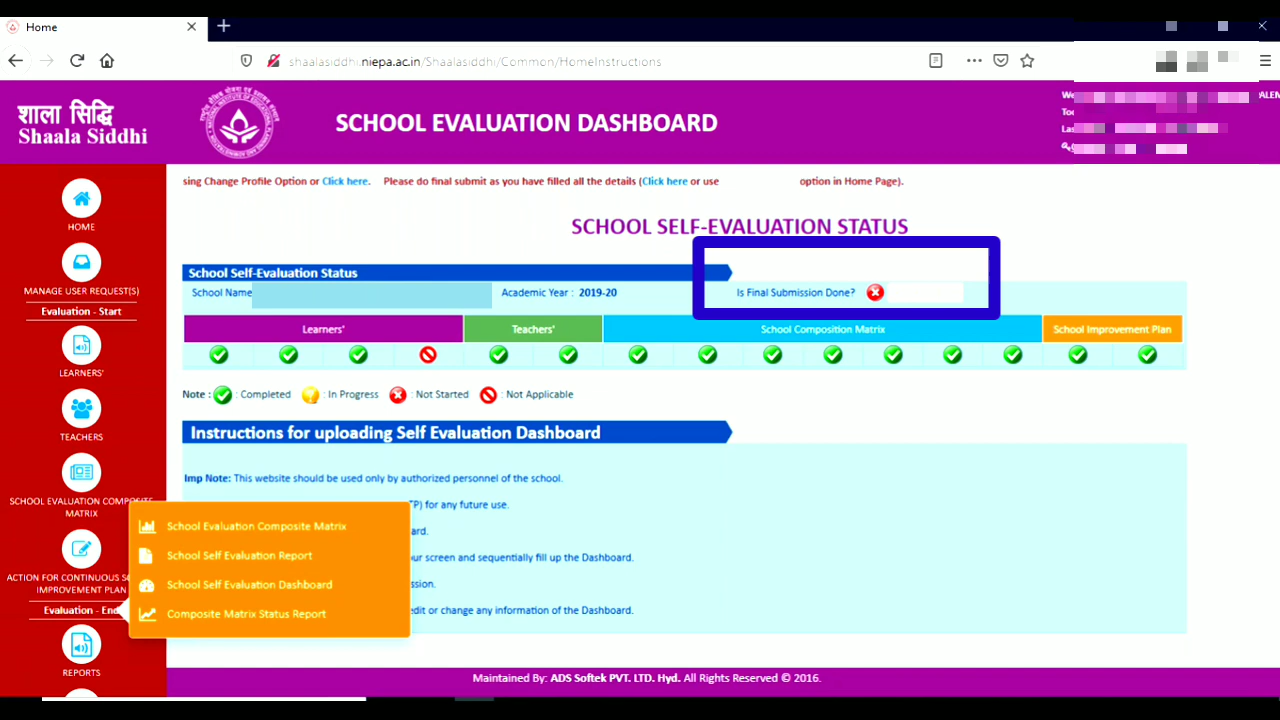 Home
shaalasiddhi.niepa.ac.in/Shaalasiddhi/Common/HomeInstructions
शाला सिद्धि
Shaala Siddhi
SCHOOL EVALUATION DASHBOARD
HOME
MANAGE USER REQUEST(S)
Evaluation - Start
LEARNERS'
TEACHERS
SCHOOL EVALUATION COMPOSITE
MATRIX
ACTION FOR CONTINUOUS
IMPROVEMENT PLAN
Evaluation - End
REPORTS
sing Change Profile Option or Click here. Please do final submit as you have filled all the details (Click here or use option in Home Page).
SCHOOL SELF-EVALUATION STATUS
School Self-Evaluation Status
School Name Academic Year : 2019-20 Is Final Submission Done?
Learners' Teachers' School Composition Matrix School Improvement Plan
Note : : Completed : In Progress : Not Started : Not Applicable
Instructions for uploading Self Evaluation Dashboard
Imp Note: This website should be used only by authorized personnel of the school.
TP) for any future use.
ard.
ur screen and sequentially fill up the Dashboard.
ssion.
edit or change any information of the Dashboard.
School Evaluation Composite Matrix
School Self Evaluation Report
School Self Evaluation Dashboard
Composite Matrix Status Report
Maintained By: ADS Softek PVT. LTD. Hyd. All Rights Reserved © 2016.